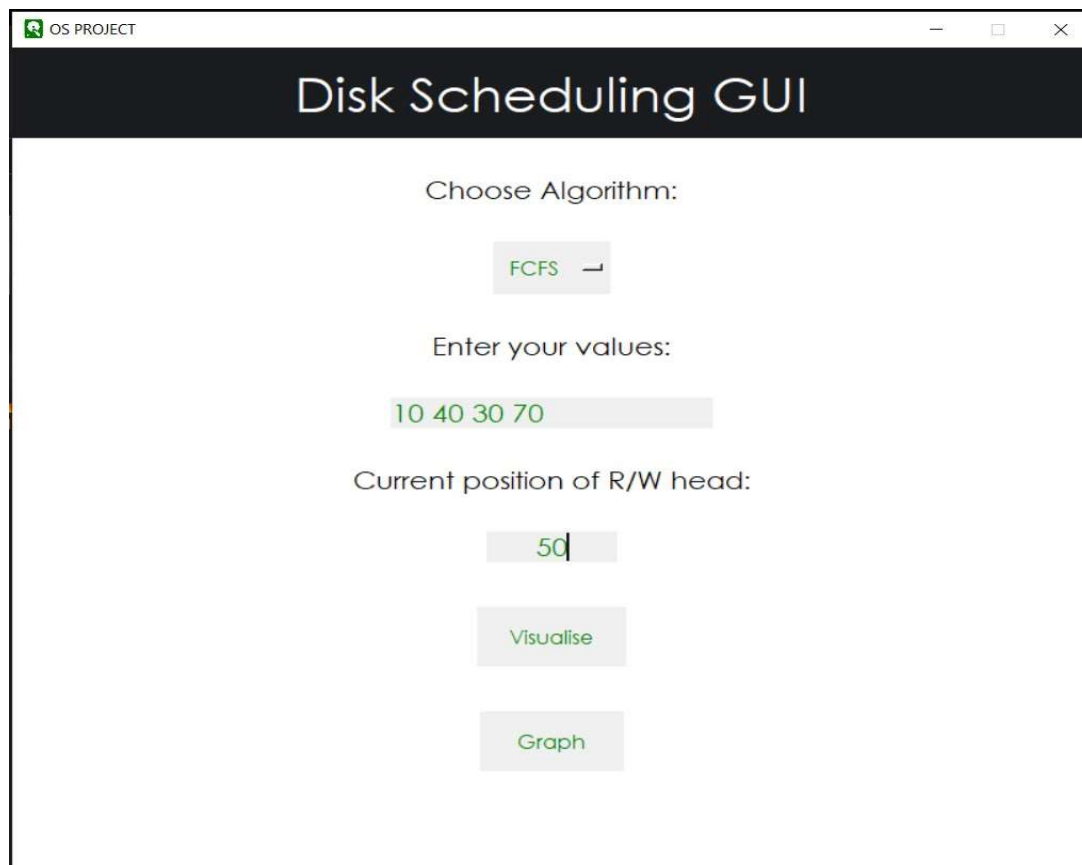 OS PROJECT
Disk Scheduling GUI
Choose Algorithm:
FCFS
Enter your values:
10 40 30 70
Current position of R/W head:
50
Visualise
Graph